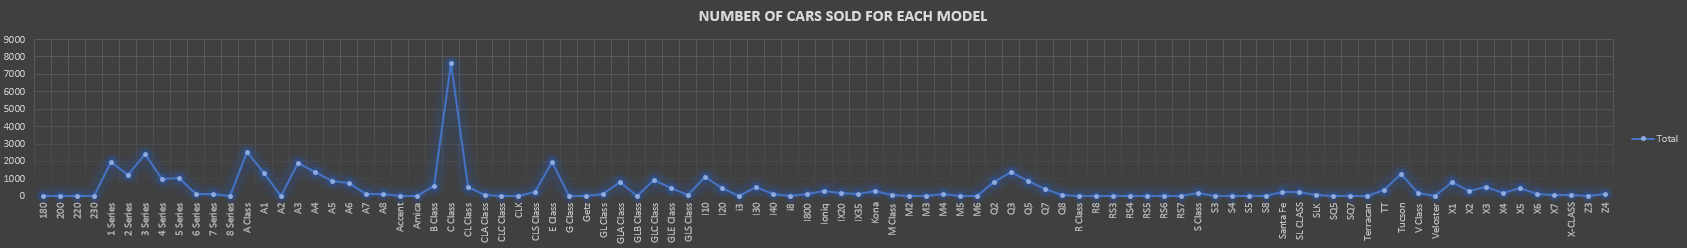 NUMBER OF CARS SOLD FOR EACH MODEL
9000
8000
7000
6000
5000
4000
3000
2000
1000
0
180
200
220
230
1 Series
2 Series
3 Series
4 Series
5 Series
6 Series
7 Series
8 Series
A Class
A1
A2
A3
A4
A5
A6
A7
A8
Accent
Amica
B Class
C Class
CL Class
CLA Class
CLC Class
CLK
CLS Class
E Class
G Class
Getz
GL Class
GLA Class
GLB Class
GLC Class
GLE Class
GLS Class
I10
I20
i3
I30
I40
i8
I800
Ioniq
IX20
IX35
Kona
M Class
M2
M3
M4
M5
M6
Q2
Q3
Q5
Q7
Q8
R Class
R8
RS3
RS4
RS5
RS6
RS7
S Class
S3
S4
S5
S8
Santa Fe
SL CLASS
SLK
SQ5
SQ7
Terracan
TT
Tucson
V Class
Veloster
X1
X2
X3
X4
X5
X6
X7
X-CLASS
Z3
Z4
Total